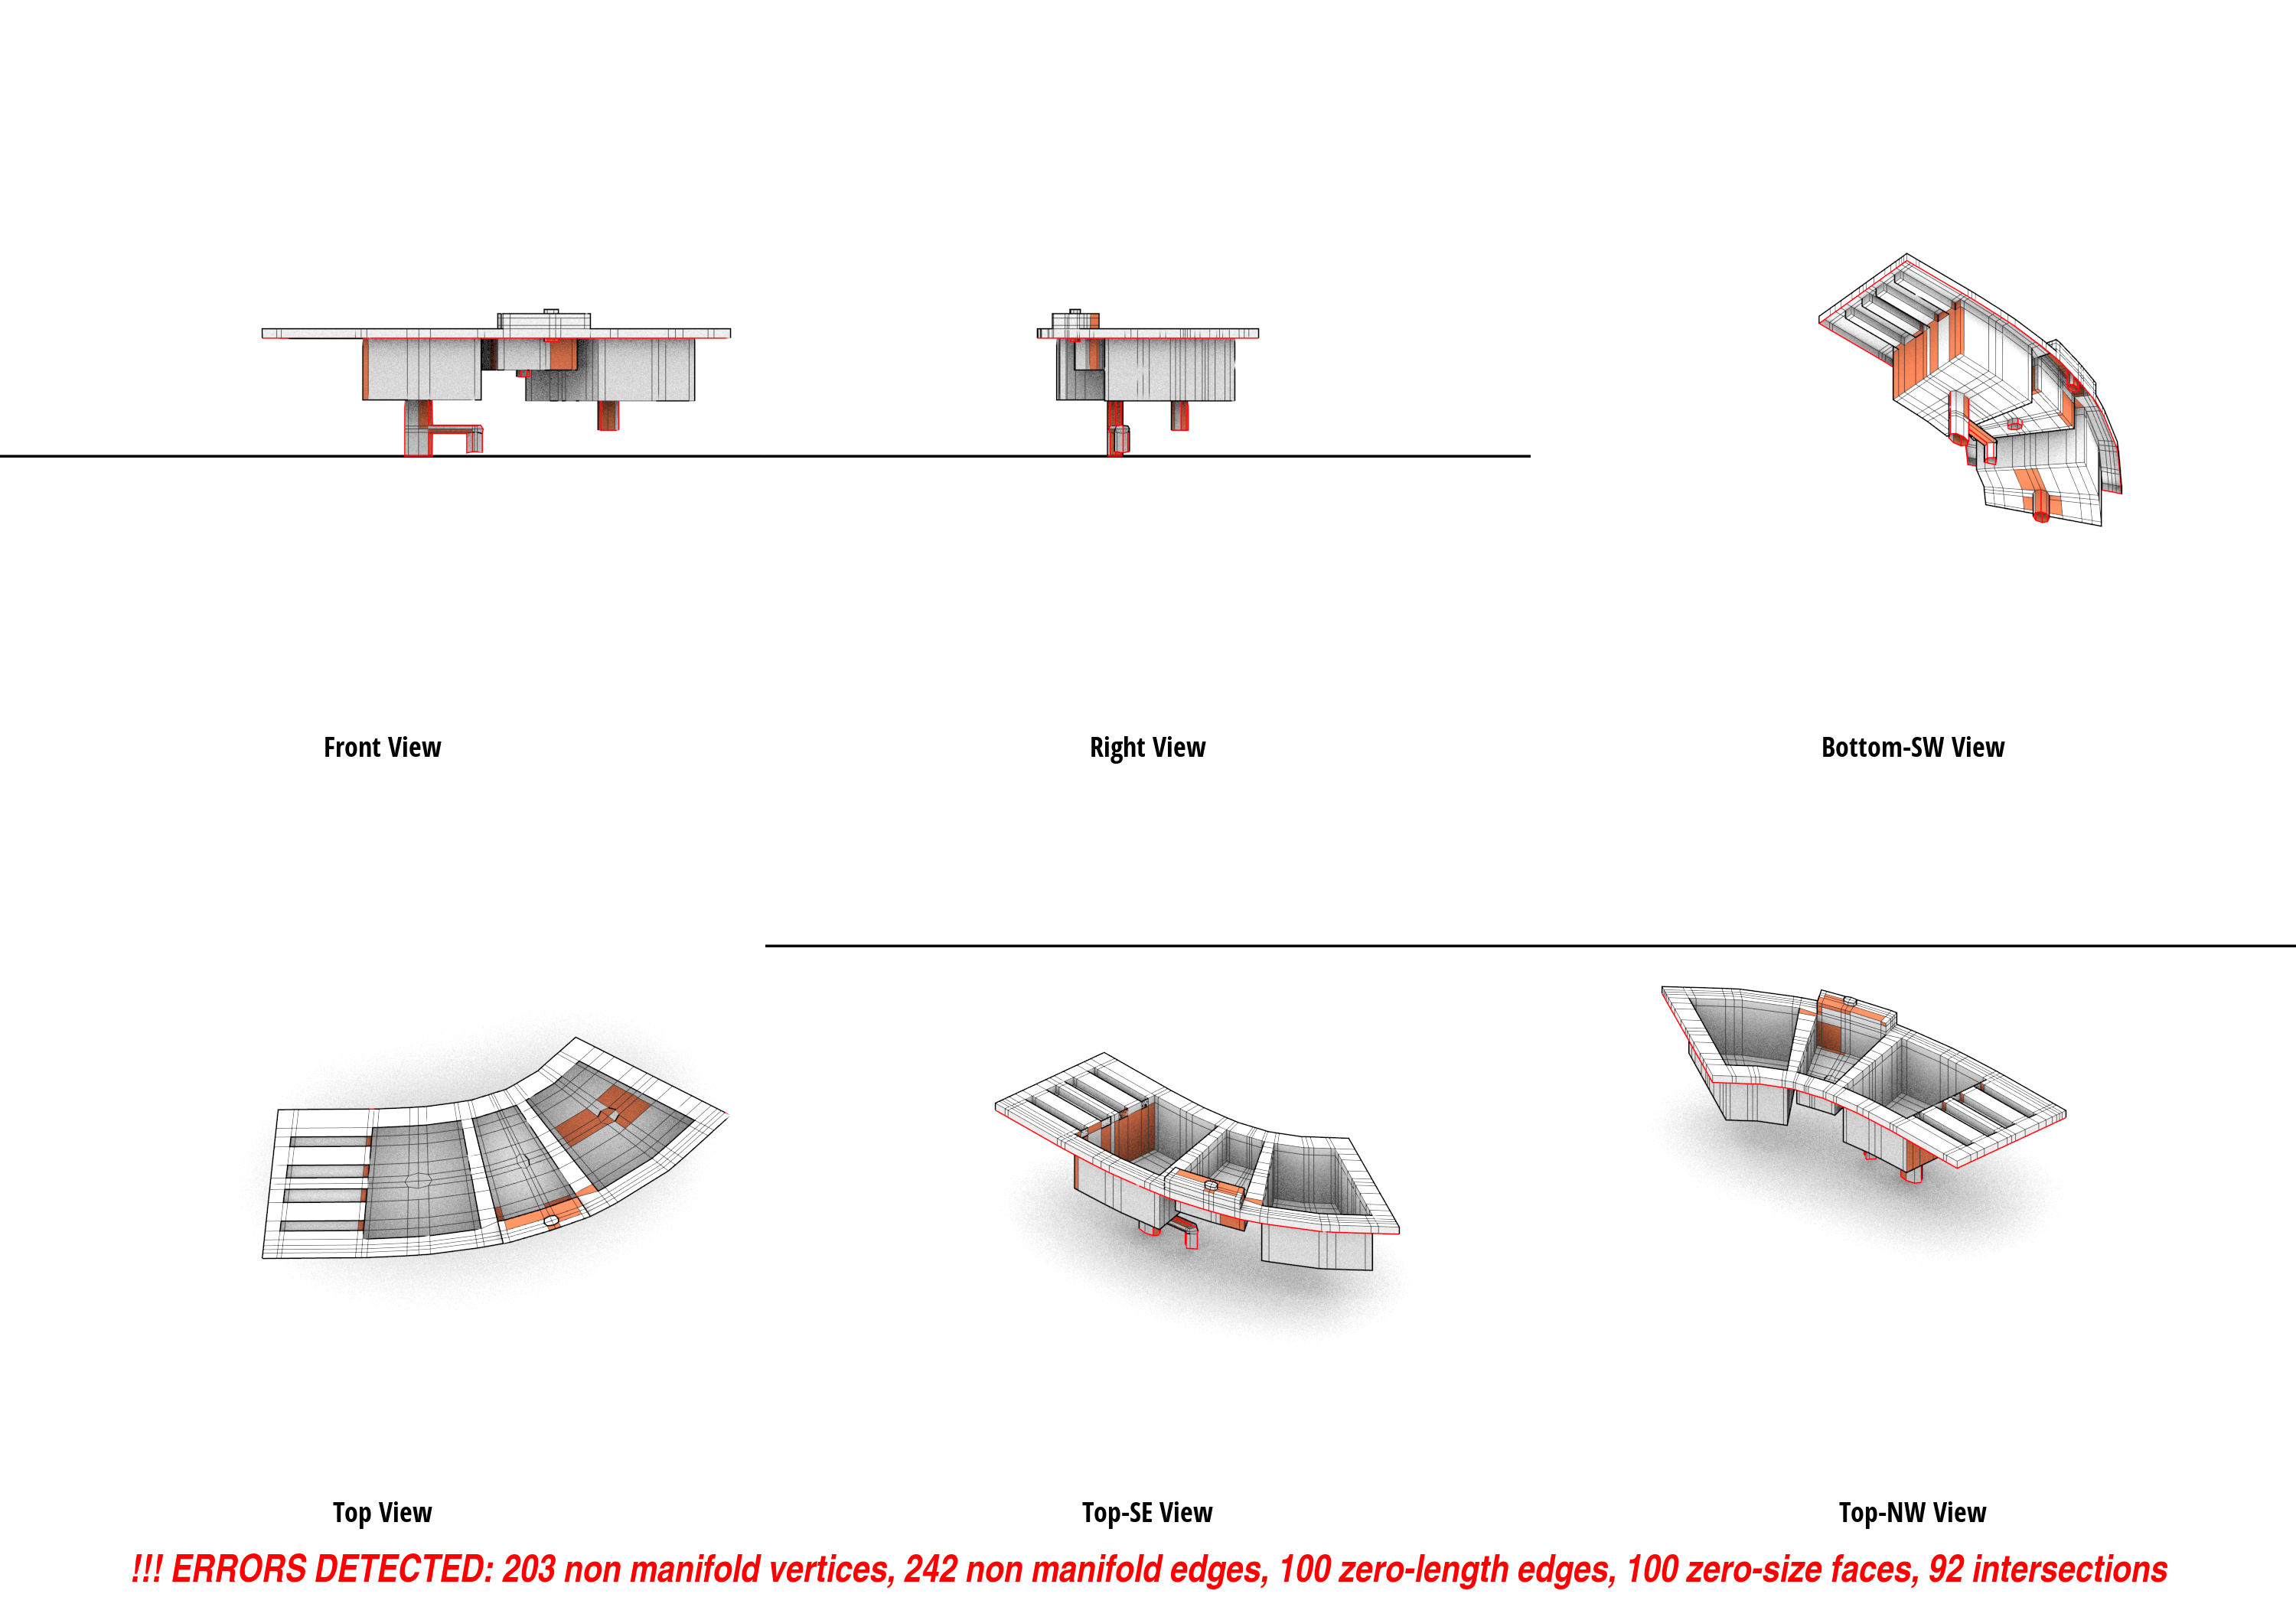 Front View
Right View
Bottom-SW View
Top View
Top-SE View
Top-NW View
!!! ERRORS DETECTED: 203 non manifold vertices, 242 non manifold edges, 100 zero-length edges, 100 zero-size faces, 92 intersections